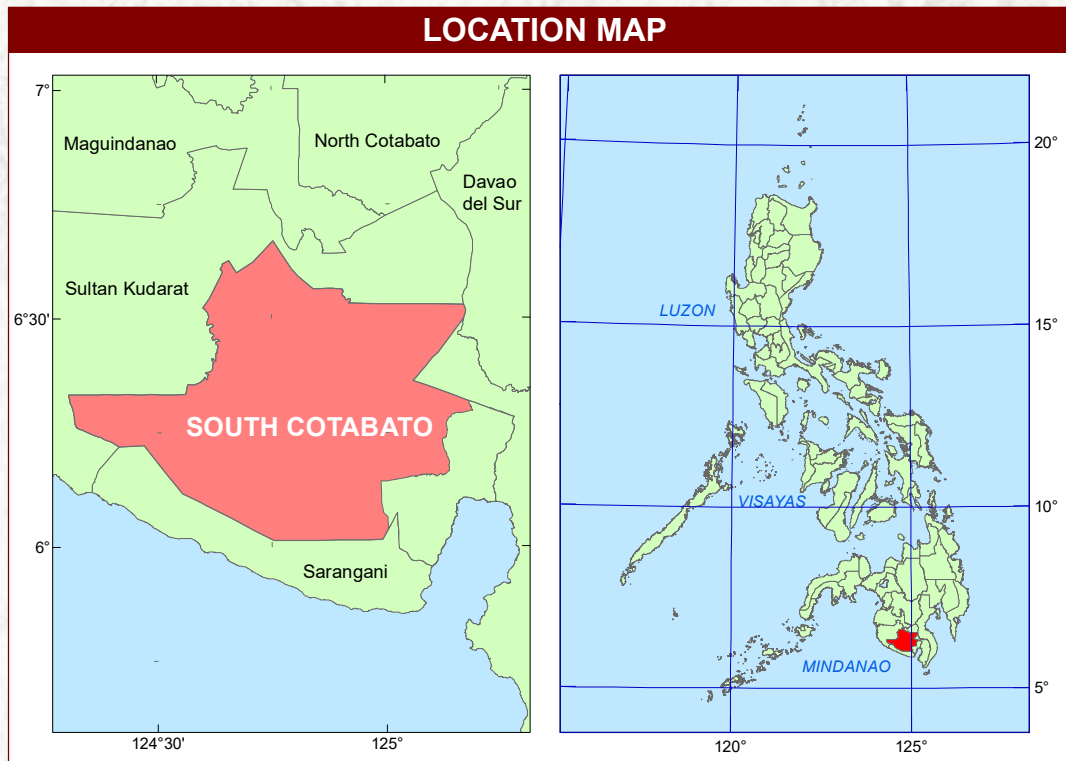 LOCATION MAP
7°
Maguindanao
North Cotabato
Davao
del Sur
Sultan Kudarat
6°30'
SOUTH COTABATO
6°
Sarangani
124°30'
125°
20°
LUZON
15°
VISAYAS
10°
MINDANAO
5°
120°
125°